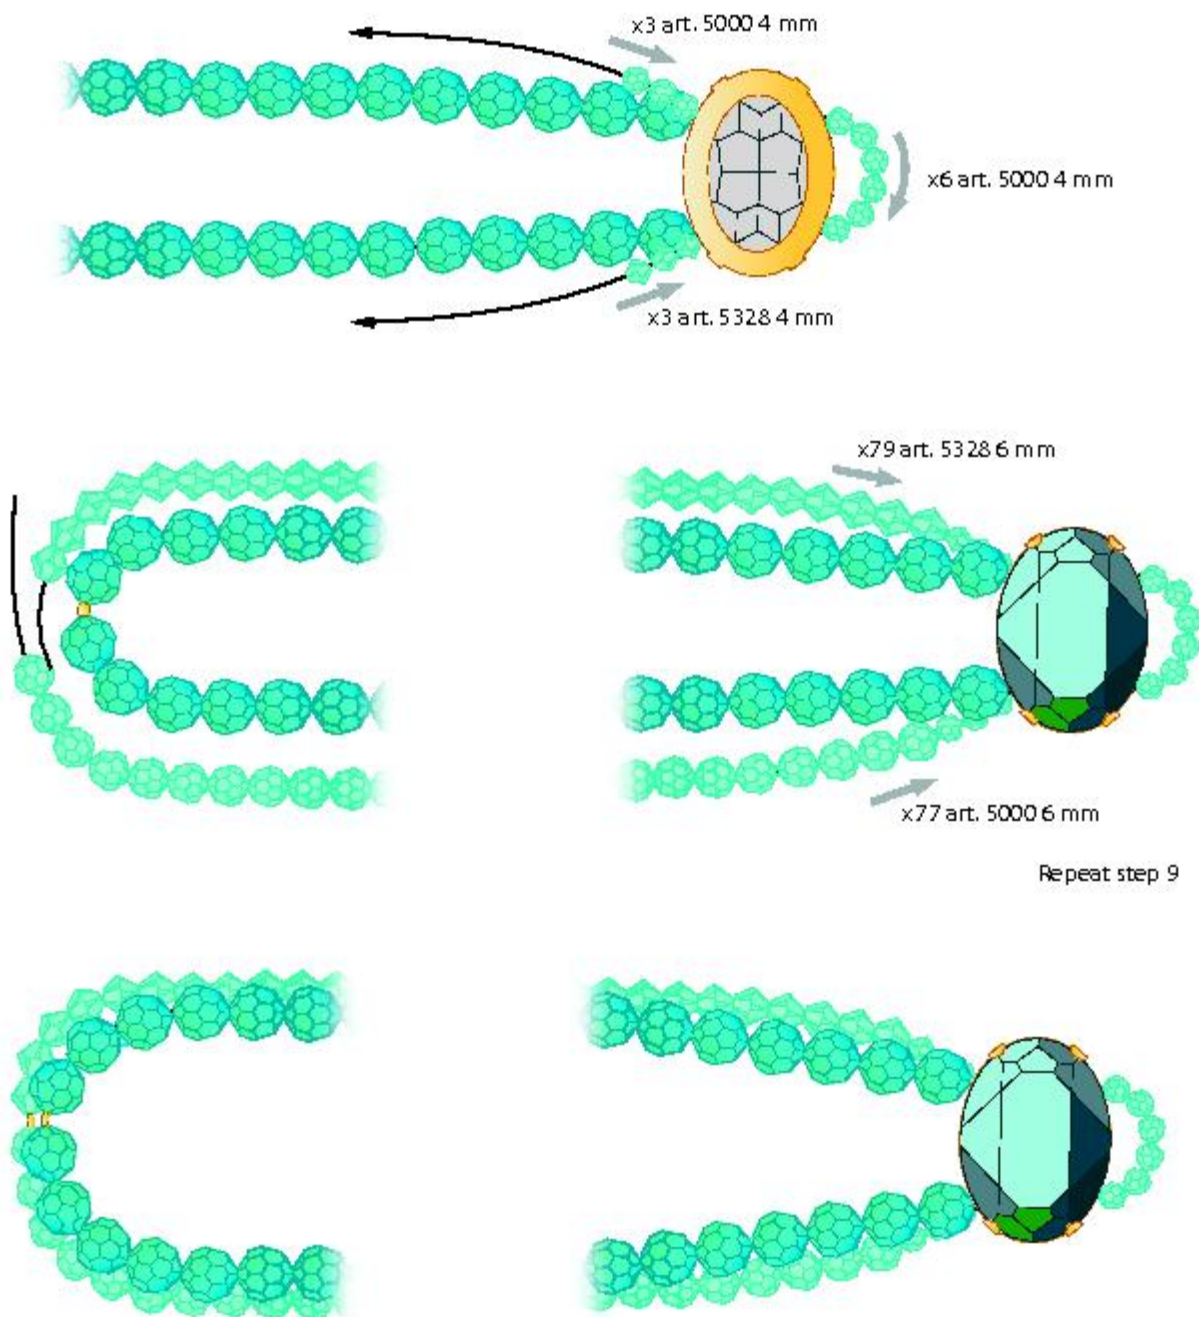 x3 art. 5000 4 mm
x6 art. 5000 4 mm
x3 art. 5328 4 mm
x79 art. 5328 6 mm
x77 art. 5000 6 mm
Repeat step 9